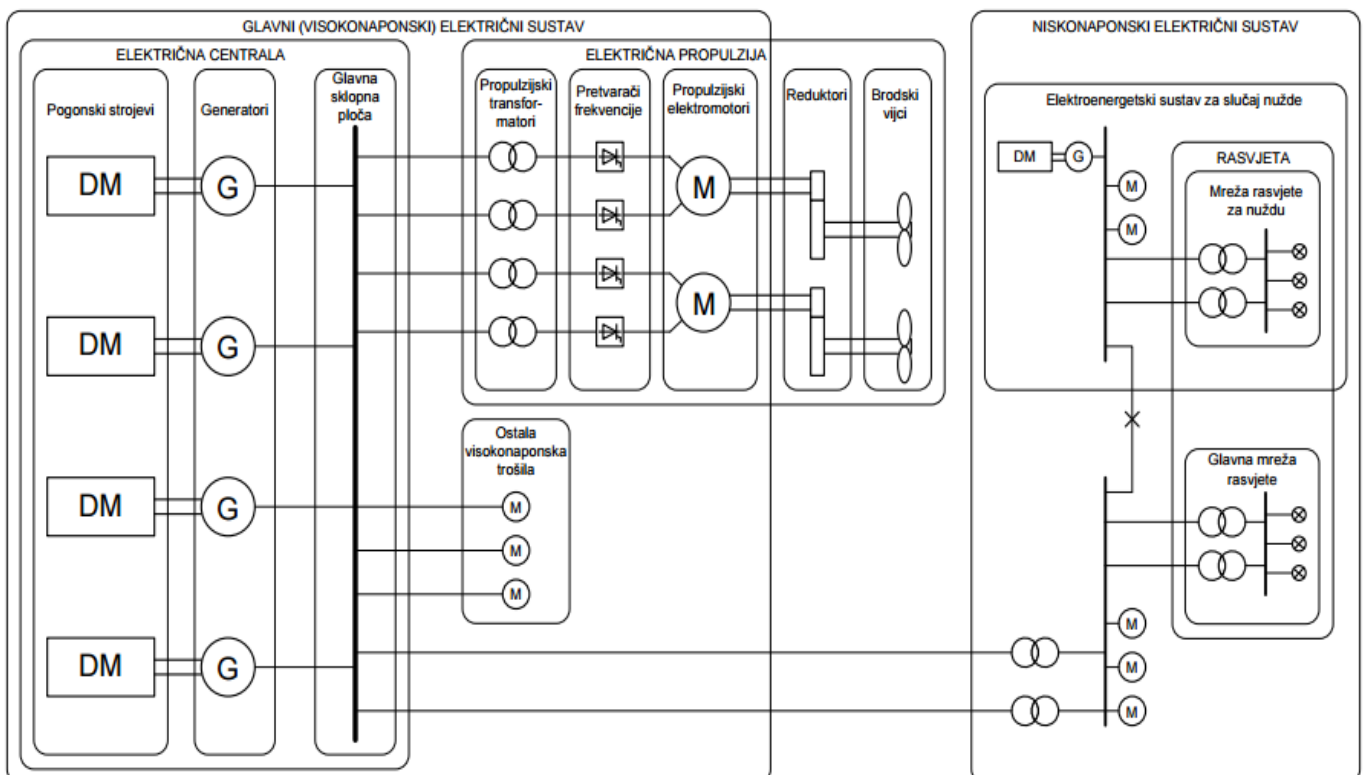 GLAVNI (VISOKONAPONSKI) ELEKTRIČNI SUSTAV
ELEKTRIČNA CENTRALA
Pogonski strojevi
Generatori
Glavna
sklopna
ploča
DM
G
DM
G
DM
G
DM
G
ELEKTRIČNA PROPULZIJA
Propulzijski
transfor-
matori
Pretvarači
frekvencije
Propulzijski
elektromotori
Reduktori
Brodski
vijci
M
M
Ostala
visokonaponska
trošila
M
M
M
NISKONAPONSKI ELEKTRIČNI SUSTAV
Elektroenergetski sustav za slučaj nužde
DM
G
M
M
RASVJETA
Mreža rasvjete
za nuždu
Glavna mreža
rasvjete
M
M
M